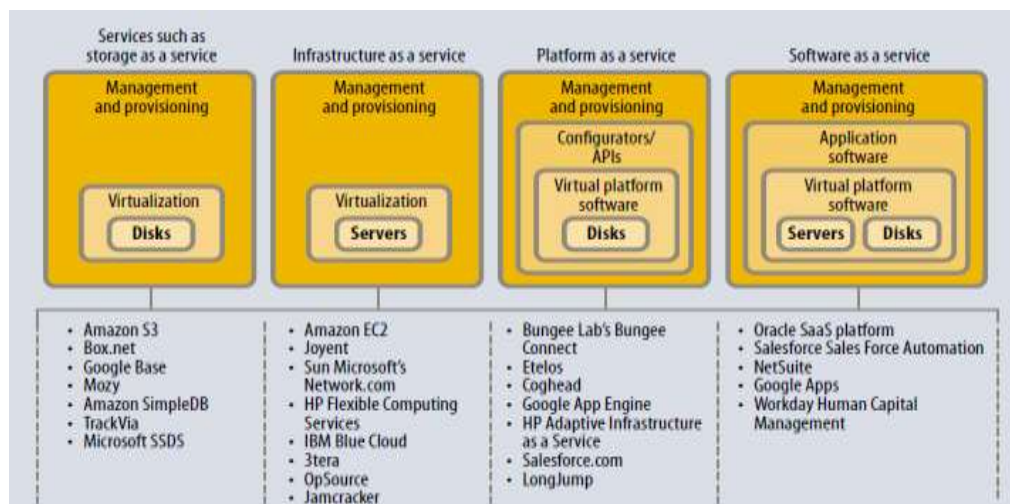 Services such as
storage as a service
Infrastructure as a service
Platform as a service
Software as a service
Management
and provisioning
Virtualization
Disks
Management
and provisioning
Virtualization
Servers
Management
and provisioning
Configurators/
APIs
Virtual platform
software
Disks
Management
and provisioning
Application
software
Virtual platform
software
Servers
Disks
• Amazon S3
• Box.net
• Google Base
• Mozy
• Amazon SimpleDB
• TrackVia
• Microsoft SSDS
• Amazon EC2
• Joyent
• Sun Microsoft's
Network.com
• HP Flexible Computing
Services
• IBM Blue Cloud
• 3tera
• OpSource
• Jamcracker
• Bungee Lab's Bungee
Connect
• Etelos
• Coghead
• Google App Engine
• HP Adaptive Infrastructure
as a Service
• Salesforce.com
• LongJump
• Oracle SaaS platform
• Salesforce Sales Force Automation
• NetSuite
• Google Apps
• Workday Human Capital
Management